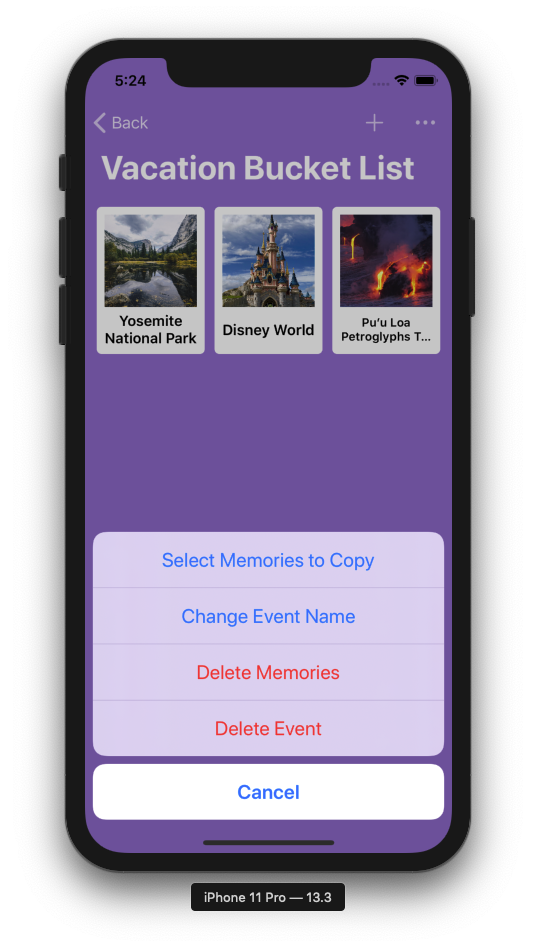 5:24
Back
Vacation Bucket List
Yosemite
National Park
Disney World
Pu’u Loa
Petroglyphs T...
Select Memories to Copy
Change Event Name
Delete Memories
Delete Event
Cancel
iPhone 11 Pro — 13.3